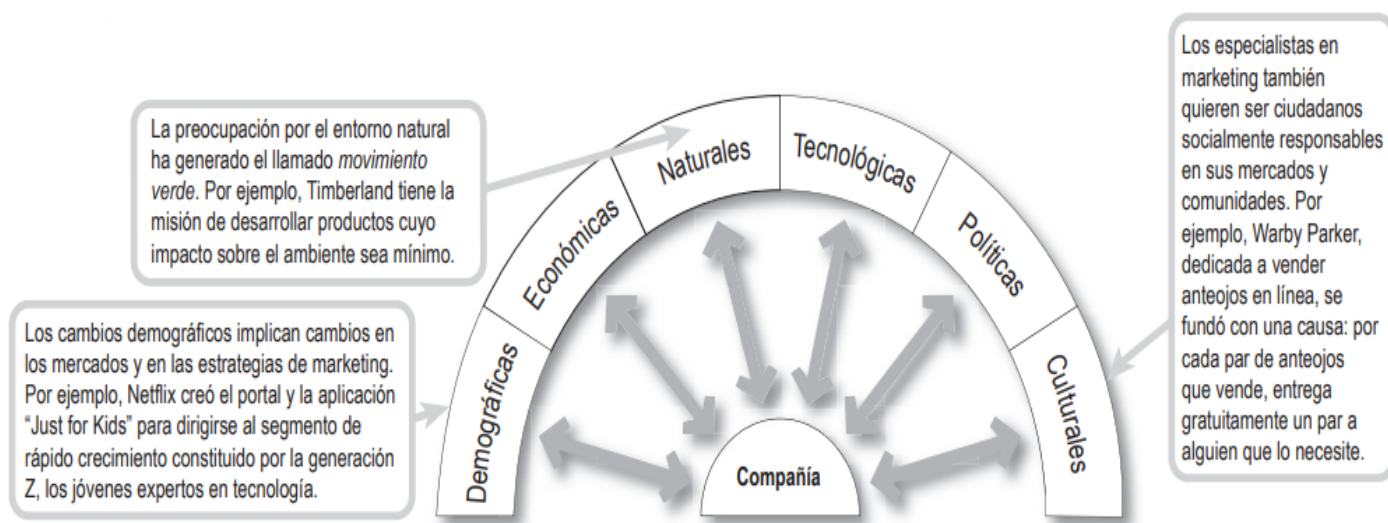 La preocupación por el entorno natural
ha generado el llamado movimiento
verde. Por ejemplo, Timberland tiene la
misión de desarrollar productos cuyo
impacto sobre el ambiente sea mínimo.
Los cambios demográficos implican cambios en
los mercados y en las estrategias de marketing.
Por ejemplo, Netflix creó el portal y la aplicación
“Just for Kids” para dirigirse al segmento de
rápido crecimiento constituido por la generación
Z, los jóvenes expertos en tecnología.
Demográficas
Económicas
Naturales
Tecnológicas
Políticas
Culturales
Compañía
Los especialistas en
marketing también
quieren ser ciudadanos
socialmente responsables
en sus mercados y
comunidades. Por
ejemplo, Warby Parker,
dedicada a vender
anteojos en línea, se
fundó con una causa: por
cada par de anteojos
que vende, entrega
gratuitamente un par a
alguien que lo necesite.